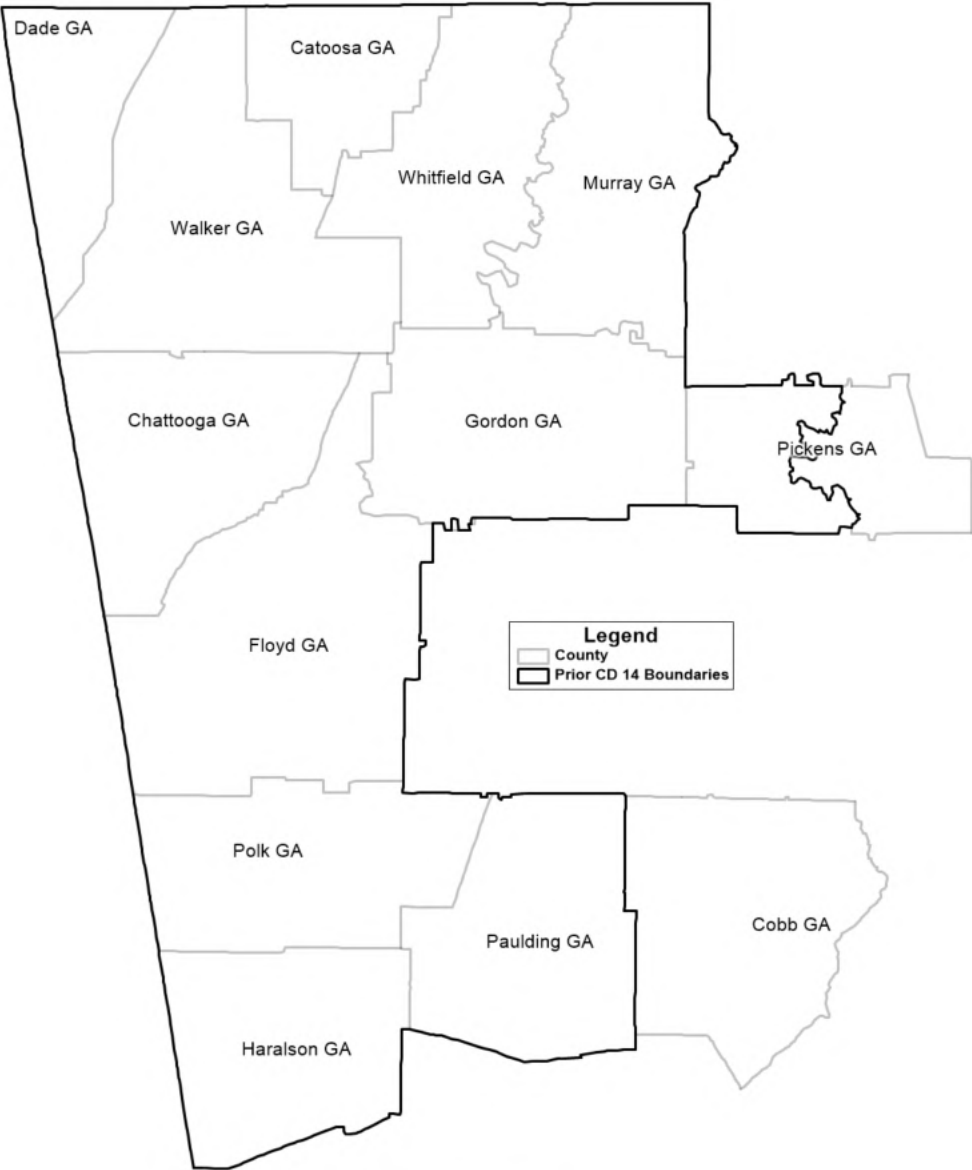 Dade GA
Catoosa GA
Whitfield GA
Murray GA
Walker GA
Chattooga GA
Gordon GA
Pickens GA
Floyd GA
Legend
County
Prior CD 14 Boundaries
Polk GA
Cobb GA
Paulding GA
Haralson GA